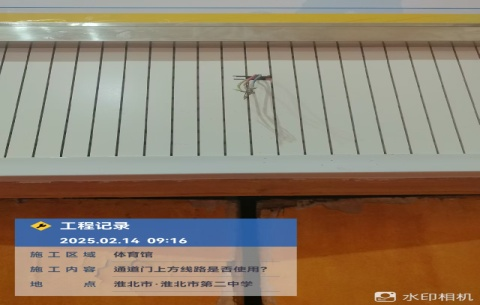 工程记录
2025.02.14 09:16
施工区域 体育馆
施工内容 通道门上方线路是否使用?
地点 淮北市·淮北市第二中学
水印相机